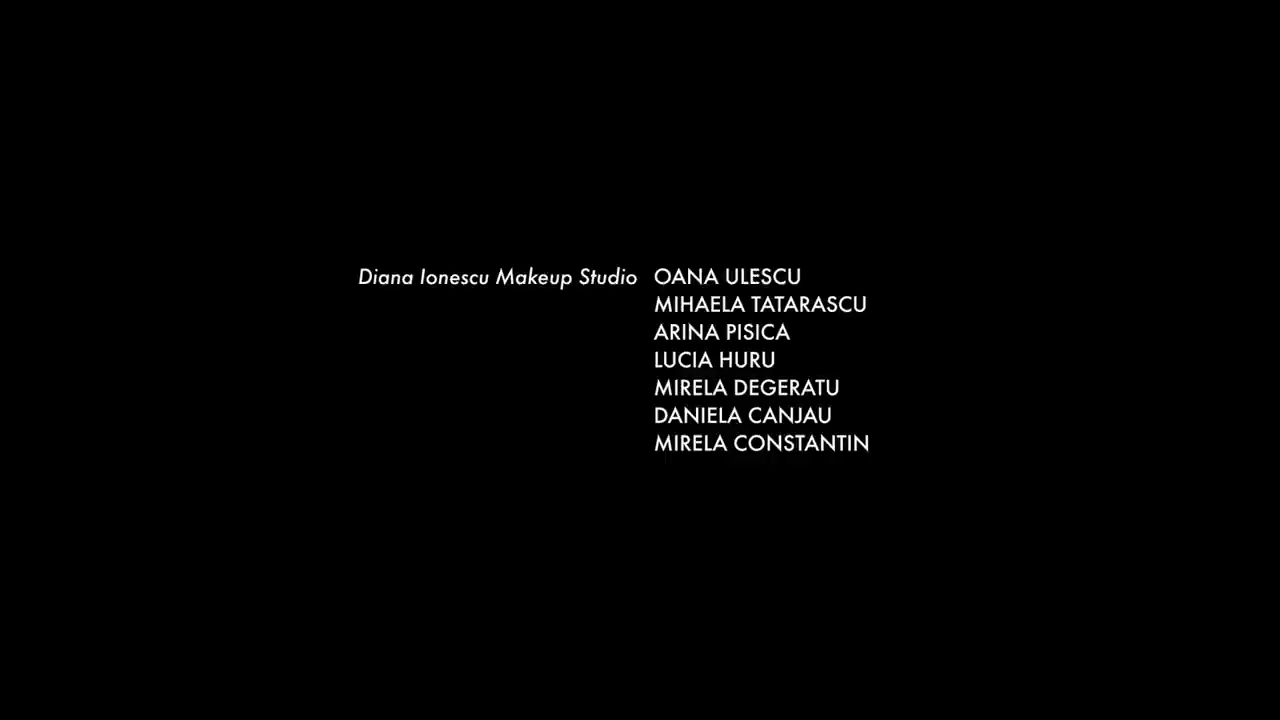 Diana Ionescu Makeup Studio OANA ULESCU
MIHAELA TATARASCU
ARINA PISICA
LUCIA HURU
MIRELA DEGERATU
DANIELA CANJAU
MIRELA CONSTANTIN